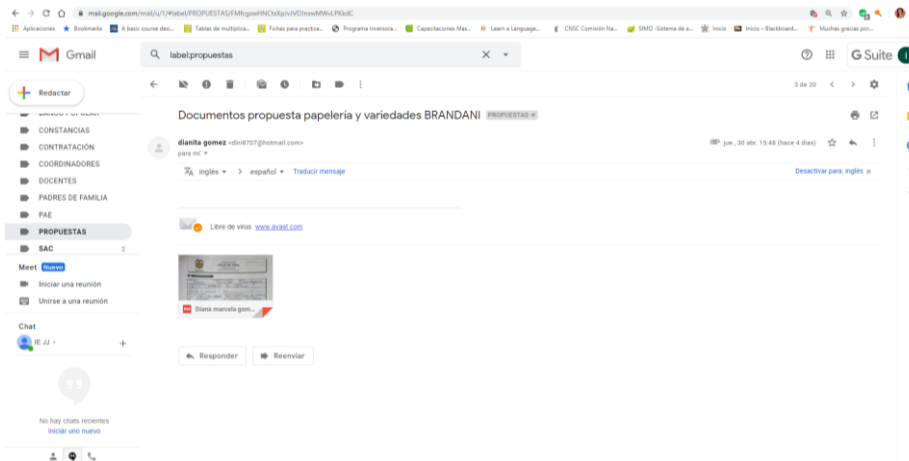 mail.google.com/mail/u/1/#label/PROPUESTAS/
Aplicaciones Bookmarks A basic course desi... Tablas de multiplica... Fichas para practica... Programa Inversora... Capacitaciones Mas... Learn a Language... CNSC Comisión Na... SIMO -Sistema de a... Inicio Inicio – Blackboard... Muchas gracias por...
Gmail
label:propuestas
G Suite
Redactar
3 de 20
Documentos propuesta papelería y variedades BRANDANI PROPUESTAS ×
CONSTANCIAS
CONTRATACIÓN
COORDINADORES
DOCENTES
PADRES DE FAMILIA
PAE
PROPUESTAS
SAC
dianita gomez <dini8707@hotmail.com>
jue., 30 abr. 15:48 (hace 4 días)
para mí
inglés > español Traducir mensaje
Desactivar para: inglés ×
Libre de virus. www.avast.com
Meet Nuevo
Iniciar una reunión
Unirse a una reunión
PDF Diana marcela gom...
Chat
IE JJ
Responder Reenviar
No hay chats recientes
Iniciar uno nuevo